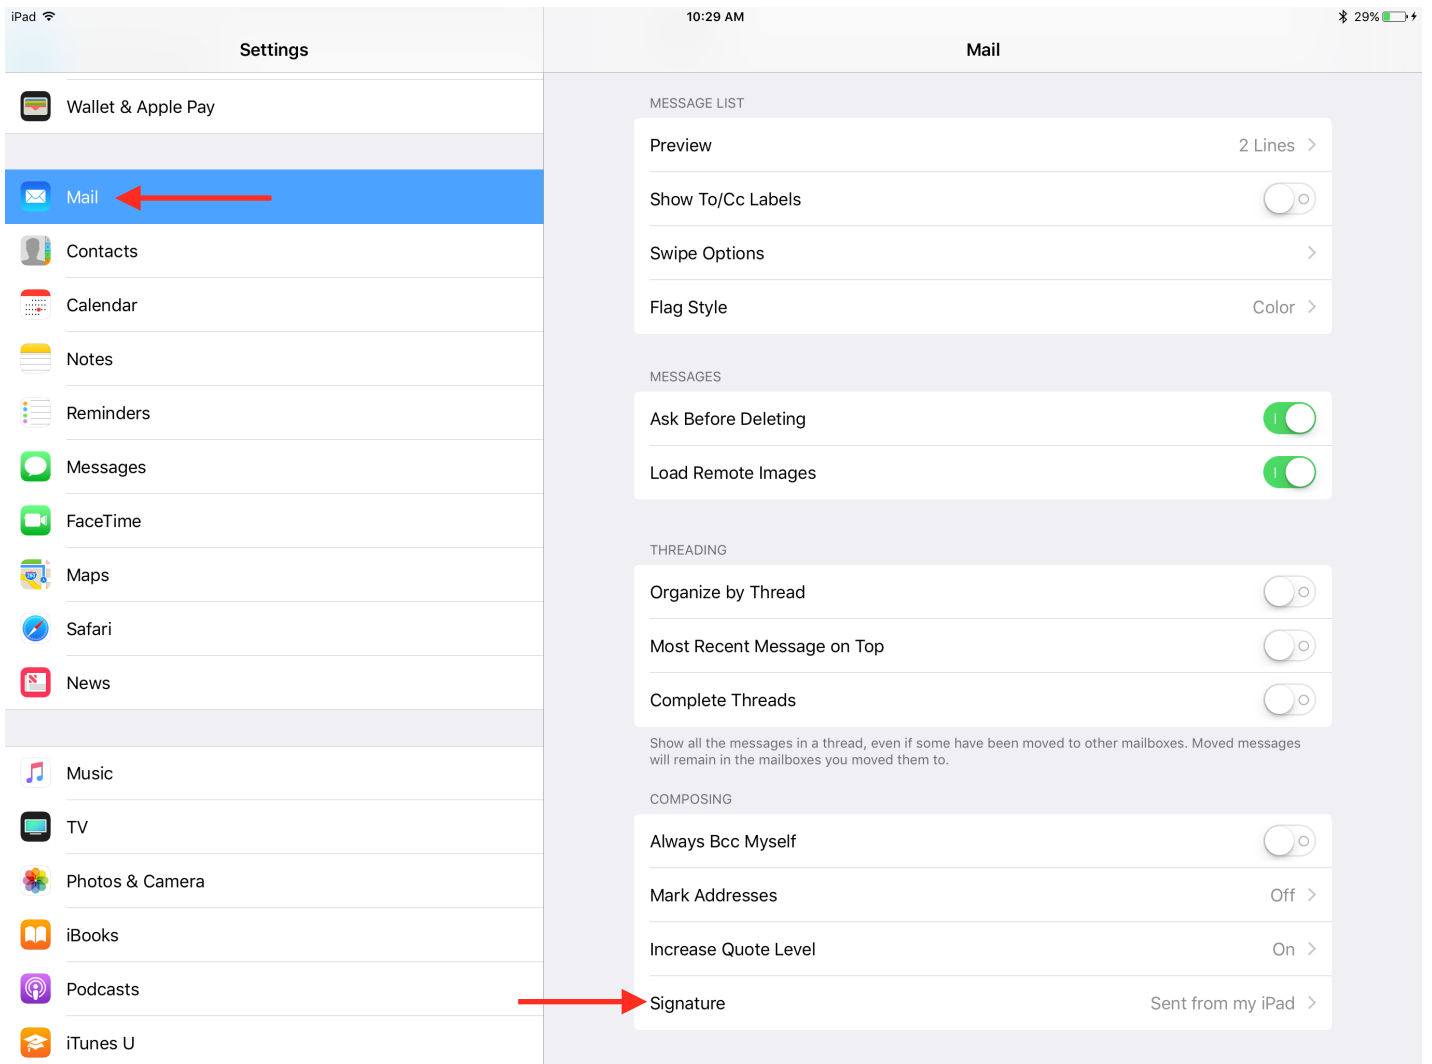 iPad
10:29 AM
29%
Settings
Mail
Wallet & Apple Pay
Mail
Contacts
Calendar
Notes
Reminders
Messages
FaceTime
Maps
Safari
News
Music
TV
Photos & Camera
iBooks
Podcasts
iTunes U
MESSAGE LIST
Preview 2 Lines
Show To/Cc Labels
Swipe Options
Flag Style Color
MESSAGES
Ask Before Deleting
Load Remote Images
THREADING
Organize by Thread
Most Recent Message on Top
Complete Threads
Show all the messages in a thread, even if some have been moved to other mailboxes. Moved messages
will remain in the mailboxes you moved them to.
COMPOSING
Always Bcc Myself
Mark Addresses Off
Increase Quote Level On
Signature Sent from my iPad